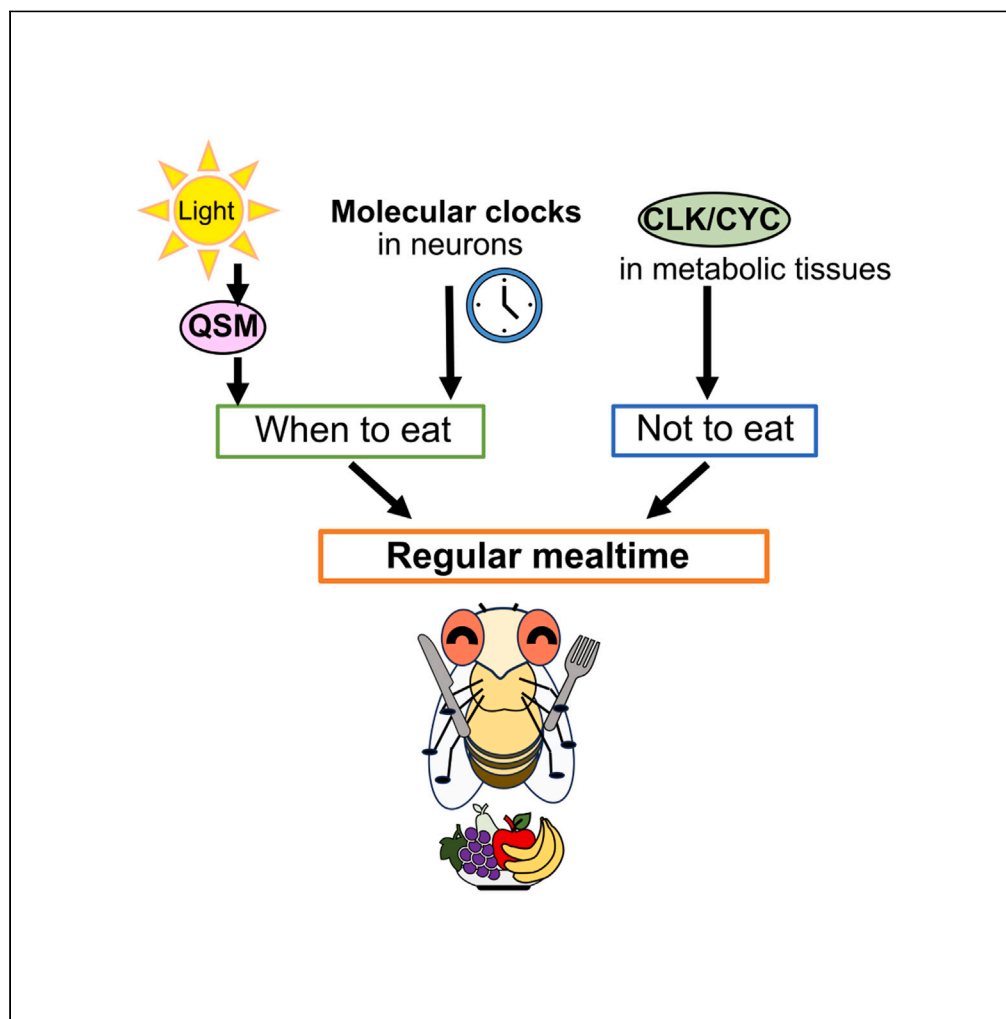 Light
Molecular clocks
in neurons
CLK/CYC
in metabolic tissues
QSM
When to eat
Not to eat
Regular mealtime